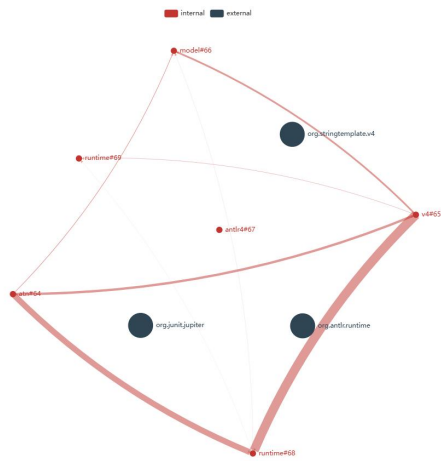 internal
external
model#66
org.stringtemplate.v4
runtime#69
v4#65
antlr4#67
atn#64
org.junit.jupiter
org.antlr.runtime
runtime#68